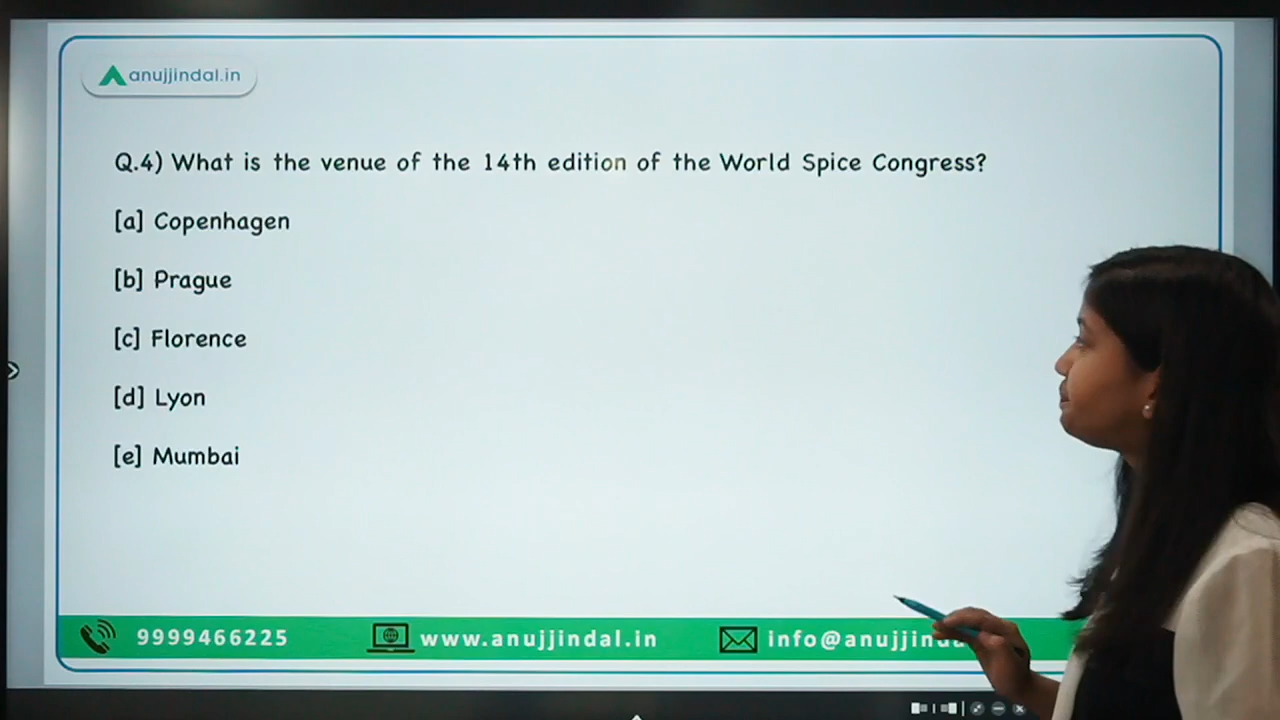 anujjindal.in
Q.4) What is the venue of the 14th edition of the World Spice Congress?
[a] Copenhagen
[b] Prague
[c] Florence
[d] Lyon
[e] Mumbai
9999466225 www.anujjindal.in